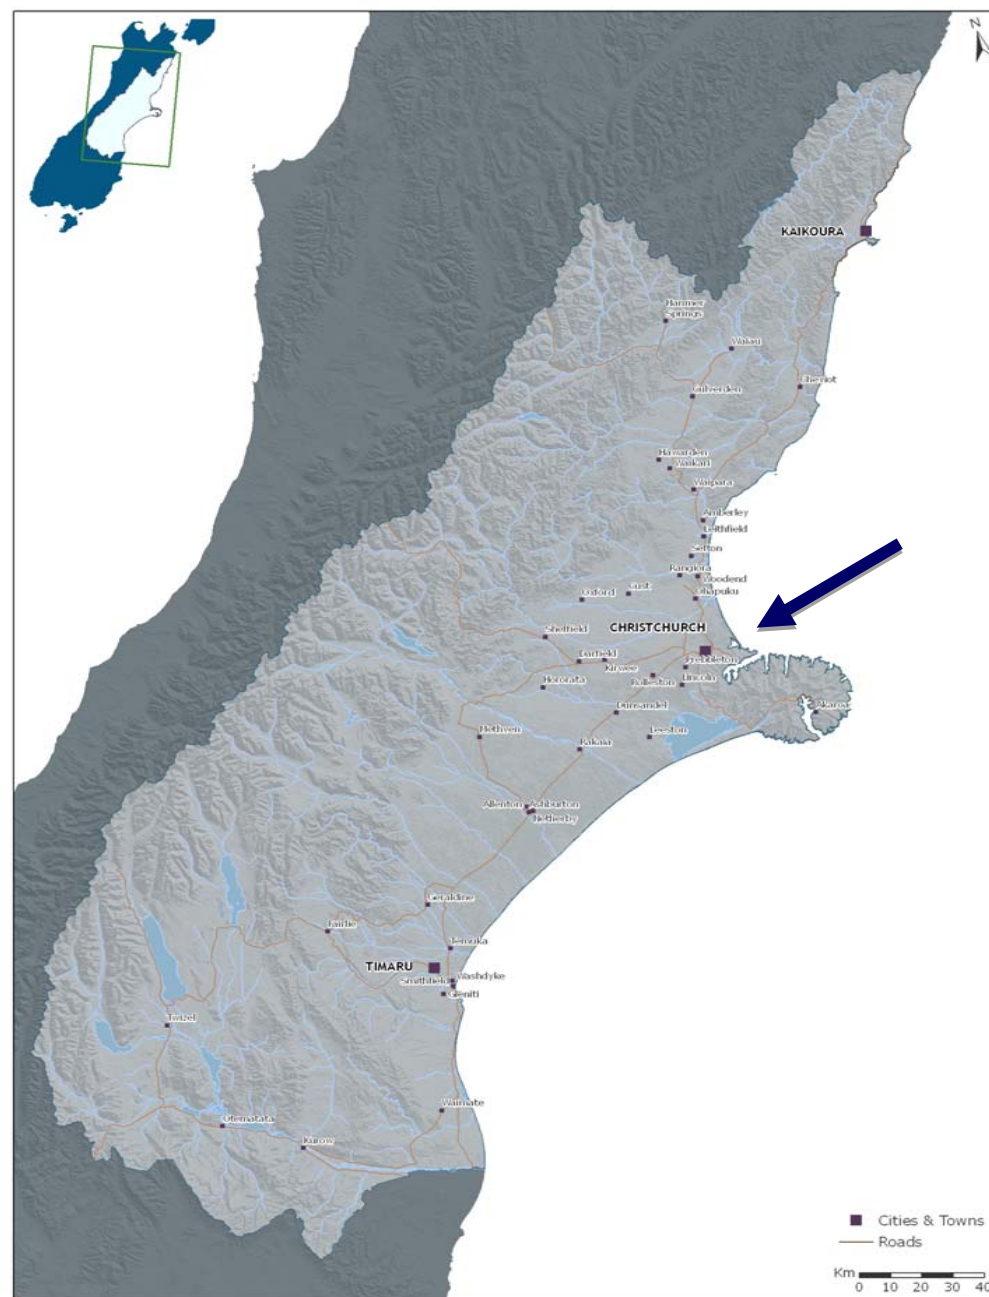 N
KAIKOURA
Hanmer
Springs
Waiau
Cheviot
Culverden
Hawarden
Waikari
Waipara
Amberley
Leithfield
Sefton
Rangiora
Woodend
Ohapuku
Cust
Oxford
CHRISTCHURCH
Sheffield
Darfield
Kirwee
Prebbleton
Rolleston
Lincoln
Hororata
Dunsandel
Akaroa
Methven
Leeston
Rakaia
Allenton
Ashburton
Netherby
Geraldine
Fairlie
Temuka
TIMARU
Washdyke
Smithfield
Gleniti
Twizel
Waimate
Otematata
Kurow
Cities & Towns
Roads
Km
0 10 20 30 40